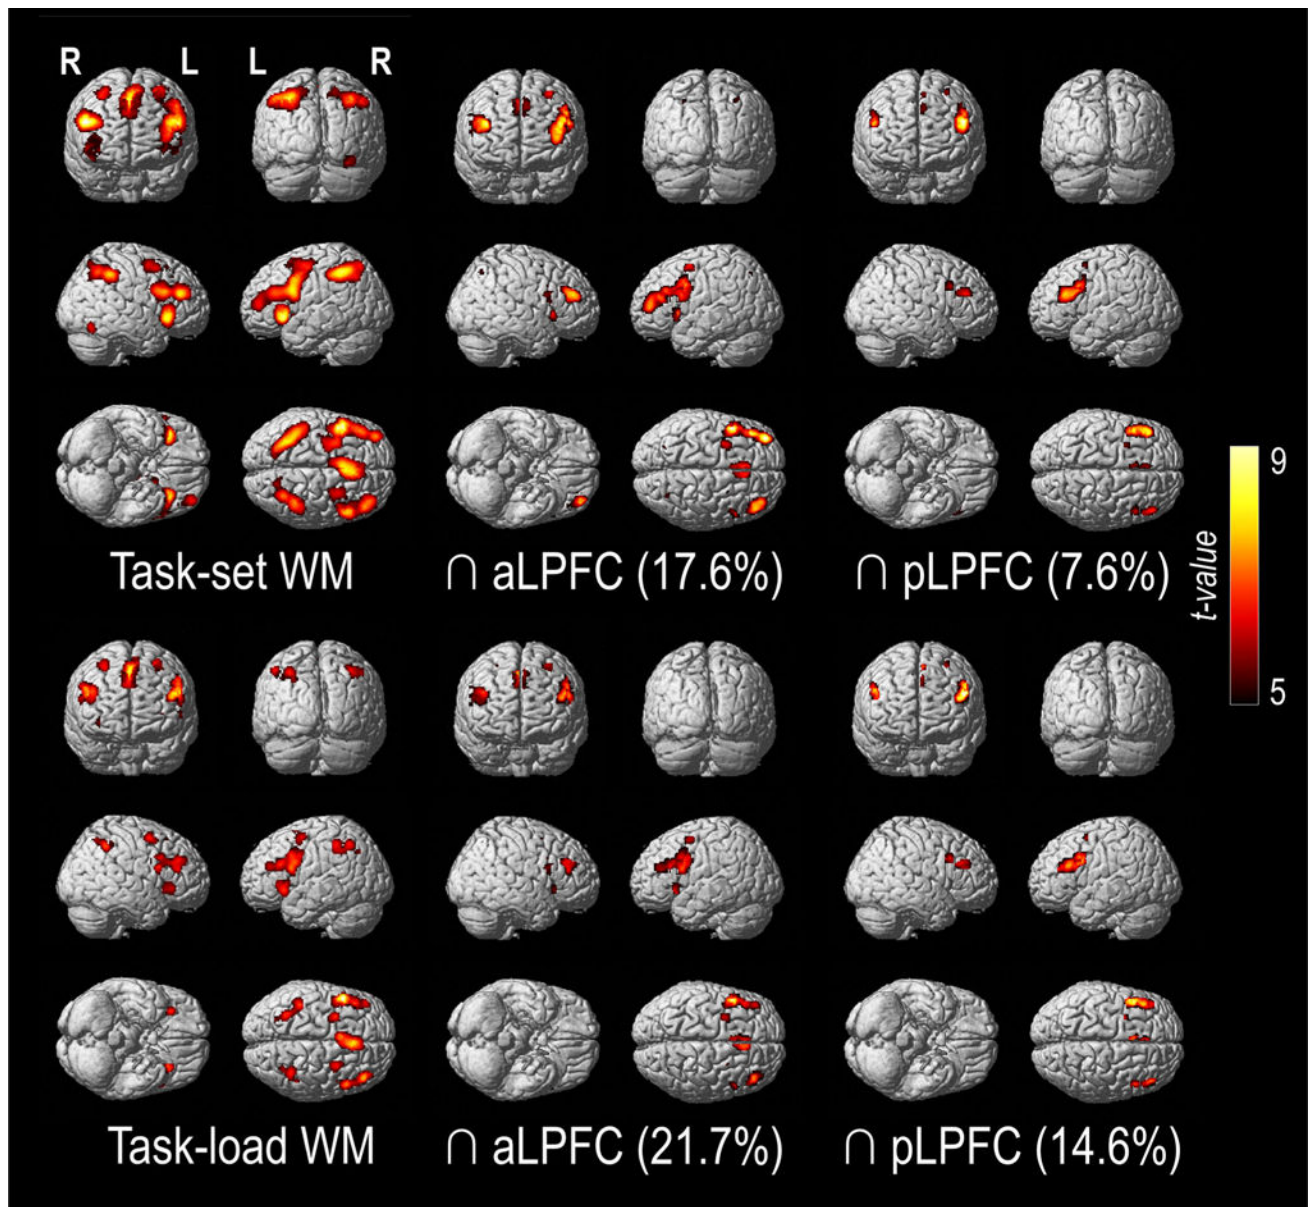 R L L R
Task-set WM
∩ aLPFC (17.6%)
∩ pLPFC (7.6%)
9
t-value
5
Task-load WM
∩ aLPFC (21.7%)
∩ pLPFC (14.6%)